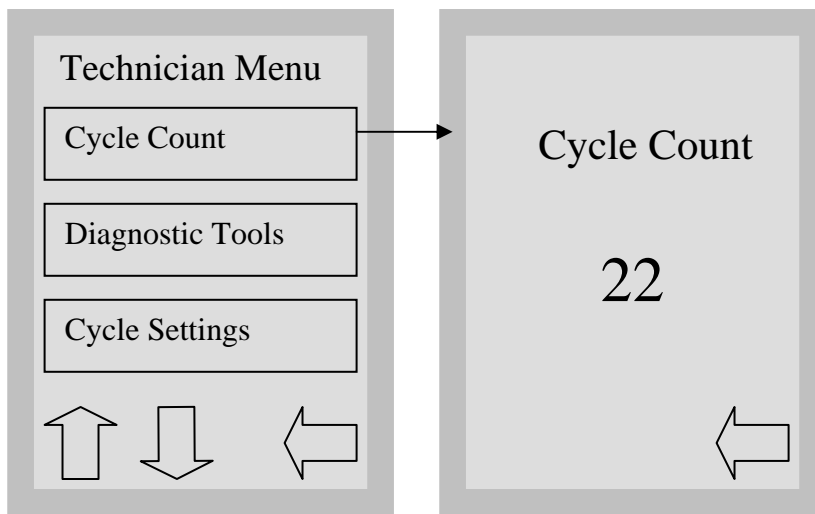 Technician Menu
Cycle Count
Diagnostic Tools
Cycle Settings
Cycle Count
22